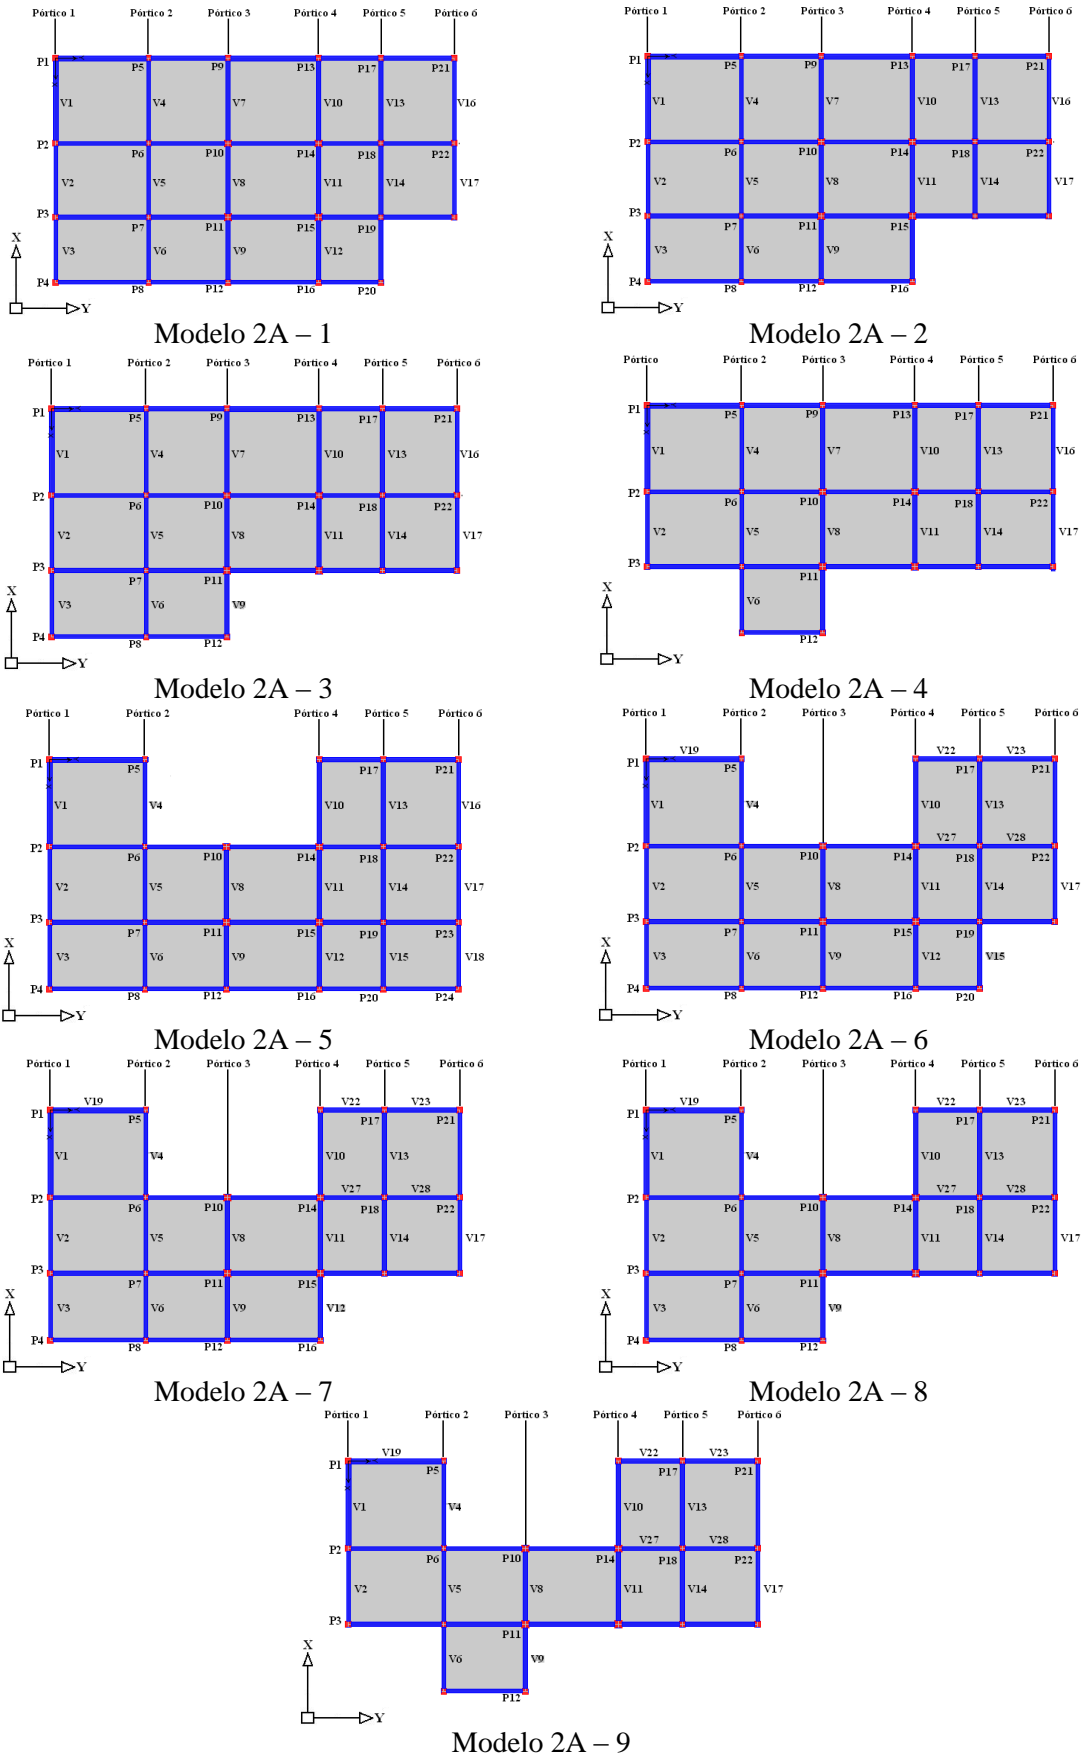 Pórtico 1 Pórtico 2 Pórtico 3 Pórtico 4 Pórtico 5 Pórtico 6
P1 P5 P9 P13 P17 P21
V1 V4 V7 V10 V13 V16
P2 P6 P10 P14 P18 P22
V2 V5 V8 V11 V14 V17
P3 P7 P11 P15 P19
X
V3 V6 V9 V12
P4 P8 P12 P16 P20
Y
Modelo 2A – 1
Pórtico 1 Pórtico 2 Pórtico 3 Pórtico 4 Pórtico 5 Pórtico 6
P1 P5 P9 P13 P17 P21
V1 V4 V7 V10 V13 V16
P2 P6 P10 P14 P18 P22
V2 V5 V8 V11 V14 V17
P3 P7 P11 P15
X
V3 V6 V9
P4 P8 P12 P16
Y
Modelo 2A – 2
Pórtico 1 Pórtico 2 Pórtico 3 Pórtico 4 Pórtico 5 Pórtico 6
P1 P5 P9 P13 P17 P21
V1 V4 V7 V10 V13 V16
P2 P6 P10 P14 P18 P22
V2 V5 V8 V11 V14 V17
P3 P7 P11
X
V3 V6 V9
P4 P8 P12
Y
Modelo 2A – 3
Pórtico Pórtico 2 Pórtico 3 Pórtico 4 Pórtico 5 Pórtico 6
P1 P5 P9 P13 P17 P21
V1 V4 V7 V10 V13 V16
P2 P6 P10 P14 P18 P22
V2 V5 V8 V11 V14 V17
P3 P11
X
V6
P12
Y
Modelo 2A – 4
Pórtico 1 Pórtico 2 Pórtico 4 Pórtico 5 Pórtico 6
P1 P5 P17 P21
V1 V4 V10 V13 V16
P2 P6 P10 P14 P18 P22
V2 V5 V8 V11 V14 V17
P3 P7 P11 P15 P19 P23
X
V3 V6 V9 V12 V15 V18
P4 P8 P12 P16 P20 P24
Y
Modelo 2A – 5
Pórtico 1 Pórtico 2 Pórtico 3 Pórtico 4 Pórtico 5 Pórtico 6
V19 V22 V23
P1 P5 P17 P21
V1 V4 V10 V13
V27 V28
P2 P6 P10 P14 P18 P22
V2 V5 V8 V11 V14 V17
P3 P7 P11 P15 P19
X
V3 V6 V9 V12 V15
P4 P8 P12 P16 P20
Y
Modelo 2A – 6
Pórtico 1 Pórtico 2 Pórtico 3 Pórtico 4 Pórtico 5 Pórtico 6
V19 V22 V23
P1 P5 P17 P21
V1 V4 V10 V13
V27 V28
P2 P6 P10 P14 P18 P22
V2 V5 V8 V11 V14 V17
P3 P7 P11 P15
X
V3 V6 V9 V12
P4 P8 P12 P16
Y
Modelo 2A – 7
Pórtico 1 Pórtico 2 Pórtico 3 Pórtico 4 Pórtico 5 Pórtico 6
V19 V22 V23
P1 P5 P17 P21
V1 V4 V10 V13
V27 V28
P2 P6 P10 P14 P18 P22
V2 V5 V8 V11 V14 V17
P3 P7 P11
X
V3 V6 V9
P4 P8 P12
Y
Modelo 2A – 8
Pórtico 1 Pórtico 2 Pórtico 3 Pórtico 4 Pórtico 5 Pórtico 6
V19 V22 V23
P1 P5 P17 P21
V1 V4 V10 V13
V27 V28
P2 P6 P10 P14 P18 P22
V2 V5 V8 V11 V14 V17
P3 P11
X
V6 V9
P12
Y
Modelo 2A – 9